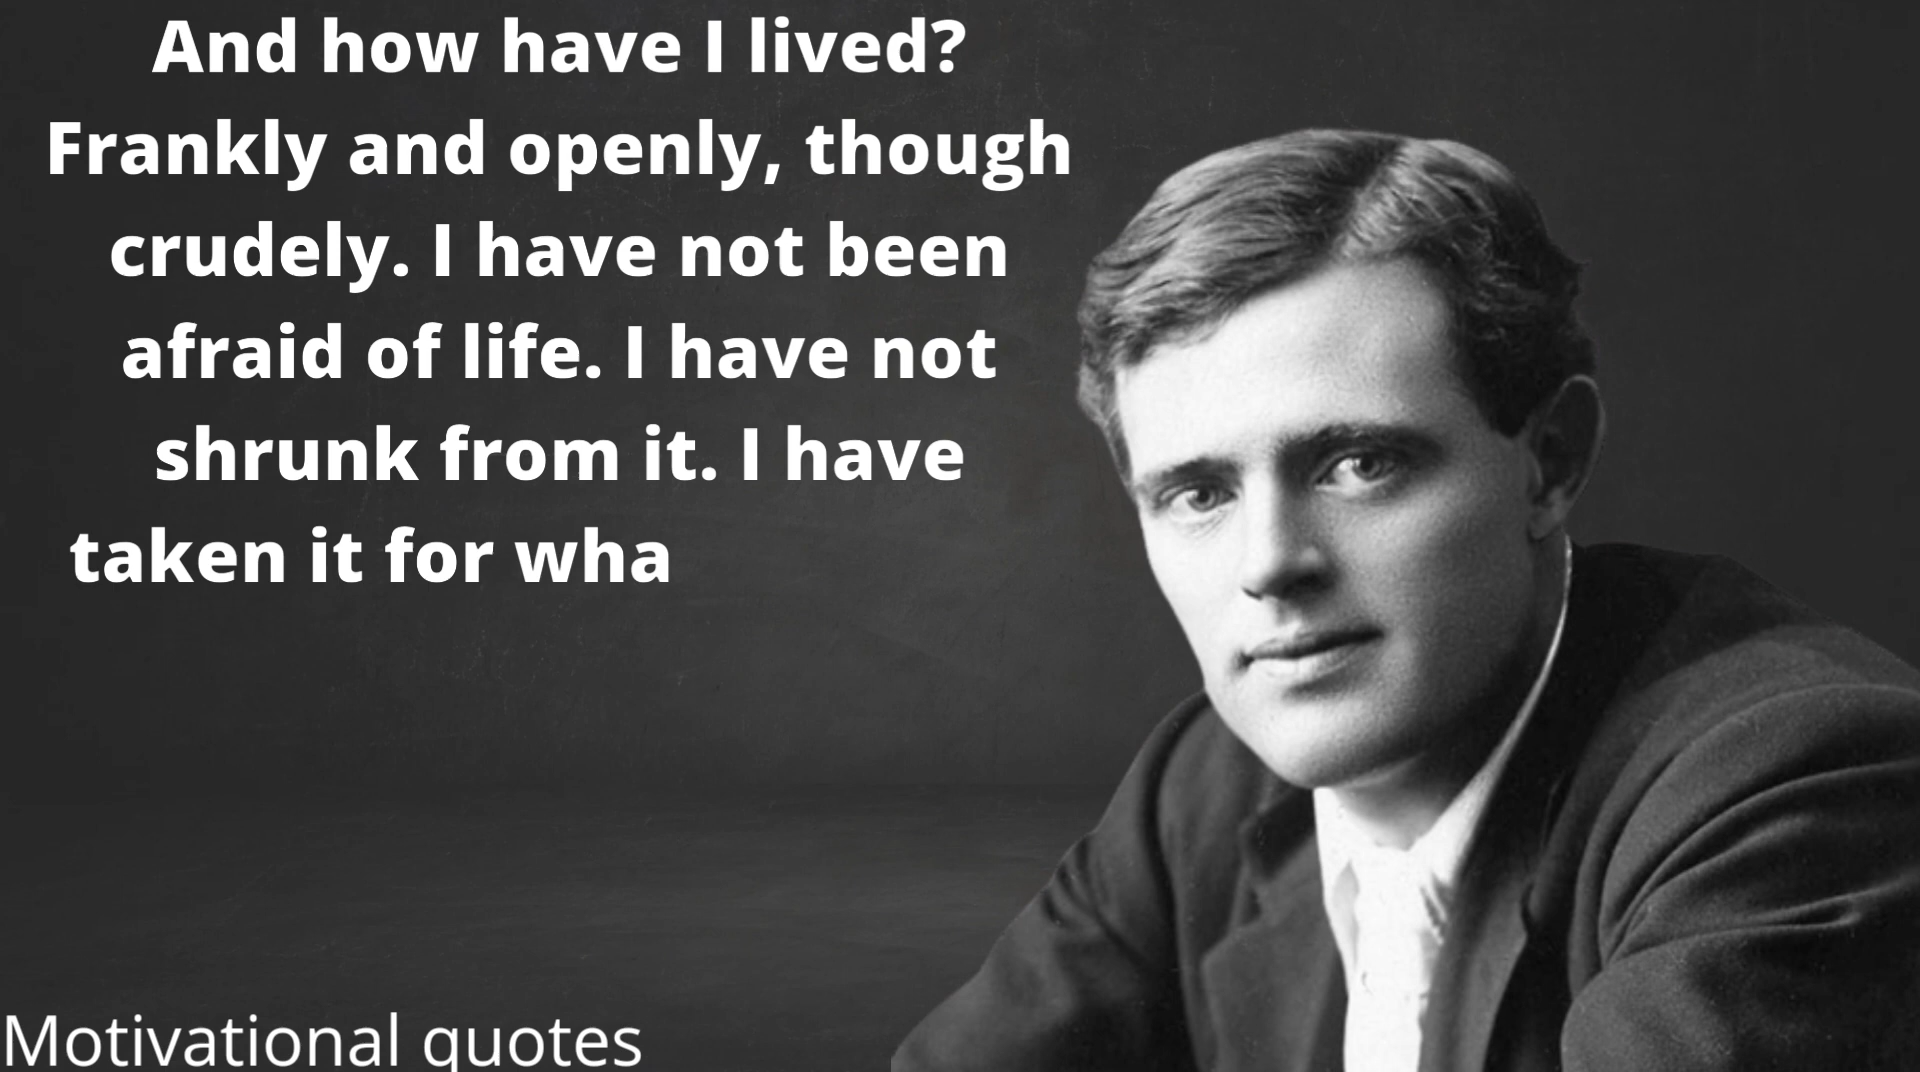 And how have I lived?
Frankly and openly, though
crudely. I have not been
afraid of life. I have not
shrunk from it. I have
taken it for wha
Motivational quotes